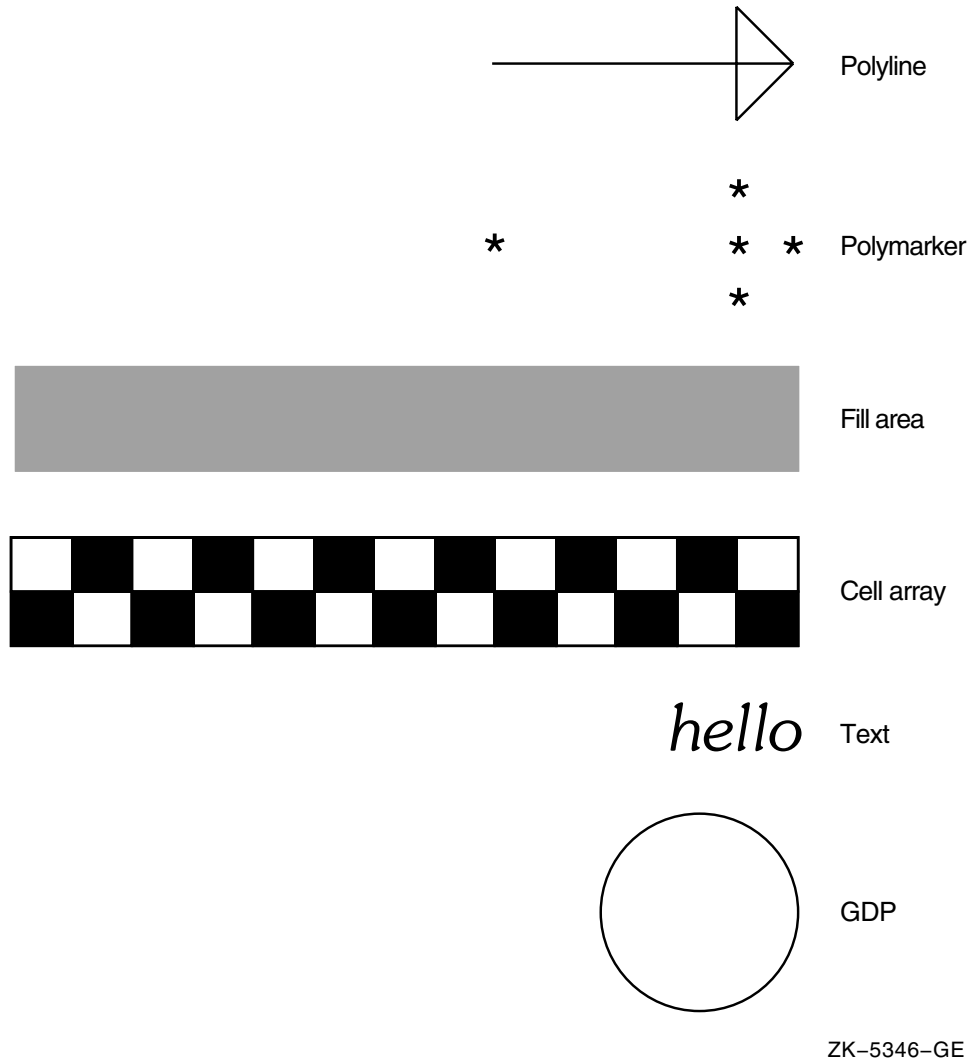 Polyline
Polymarker
Fill area
Cell array
hello Text
GDP
ZK−5346−GE